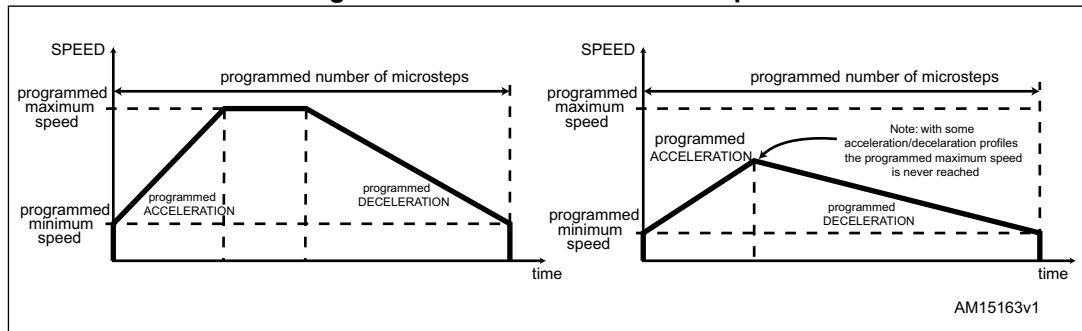 SPEED
programmed number of microsteps
programmed
maximum
speed
programmed
ACCELERATION
programmed
DECELERATION
programmed
minimum
speed
time
SPEED
programmed number of microsteps
programmed
maximum
speed
programmed
ACCELERATION
Note: with some
acceleration/decelaration profiles
the programmed maximum speed
is never reached
programmed
DECELERATION
programmed
minimum
speed
time
AM15163v1